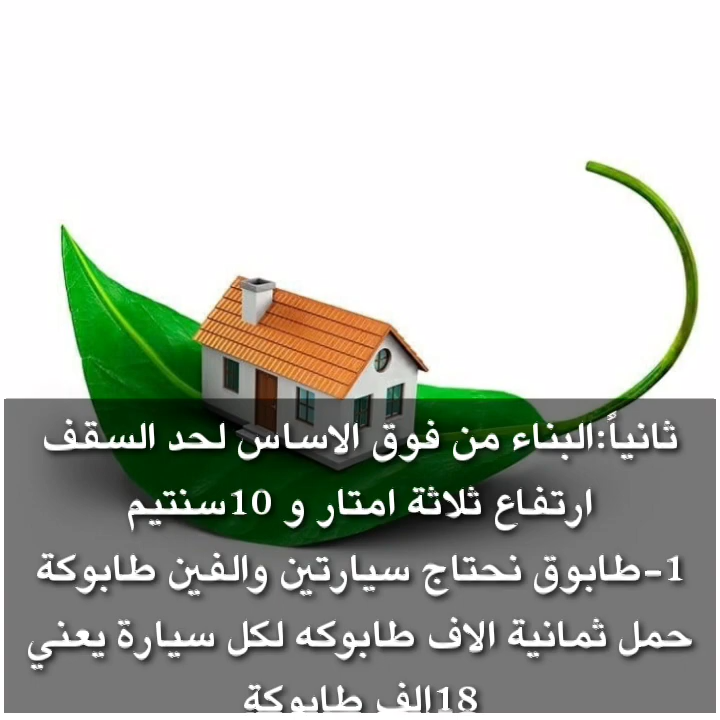 ثانياً:البناء من فوق الاساس لحد السقف
ارتفاع ثلاثة امتار و 10سنتيم
1-طابوق نحتاج سيارتين والفين طابوكة
حمل ثمانية الاف طابوكه لكل سيارة يعني
18الف طابوكة